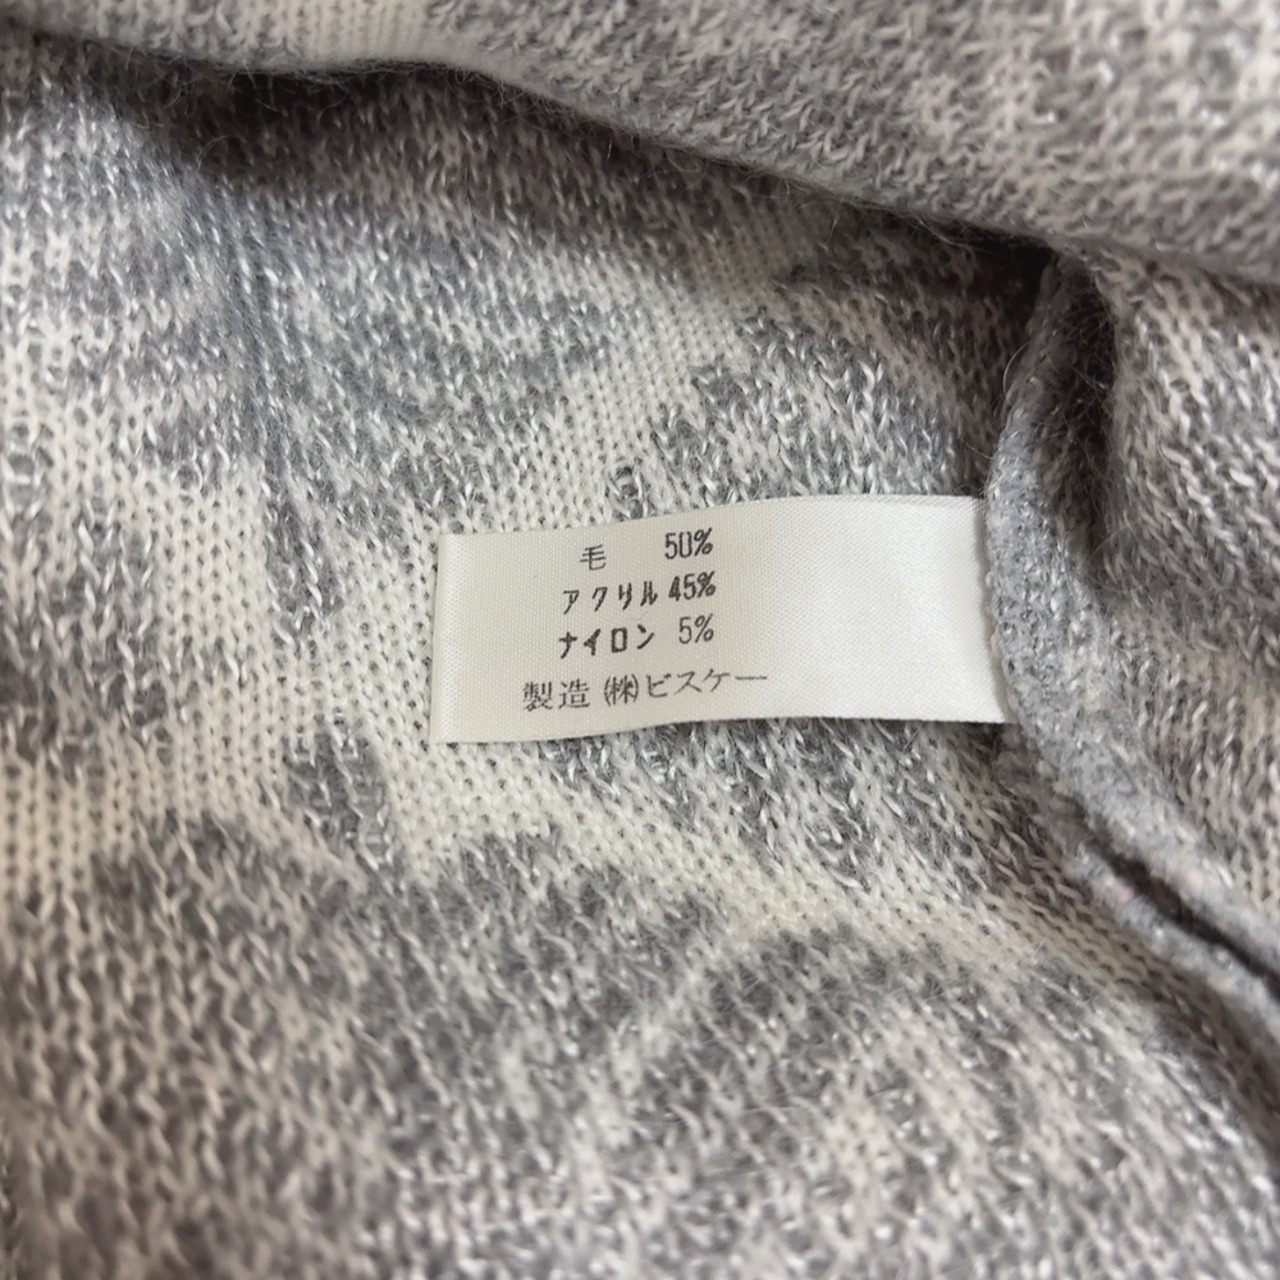 毛 50%
アクリル 45%
ナイロン 5%
製造 ㈱ビスケー